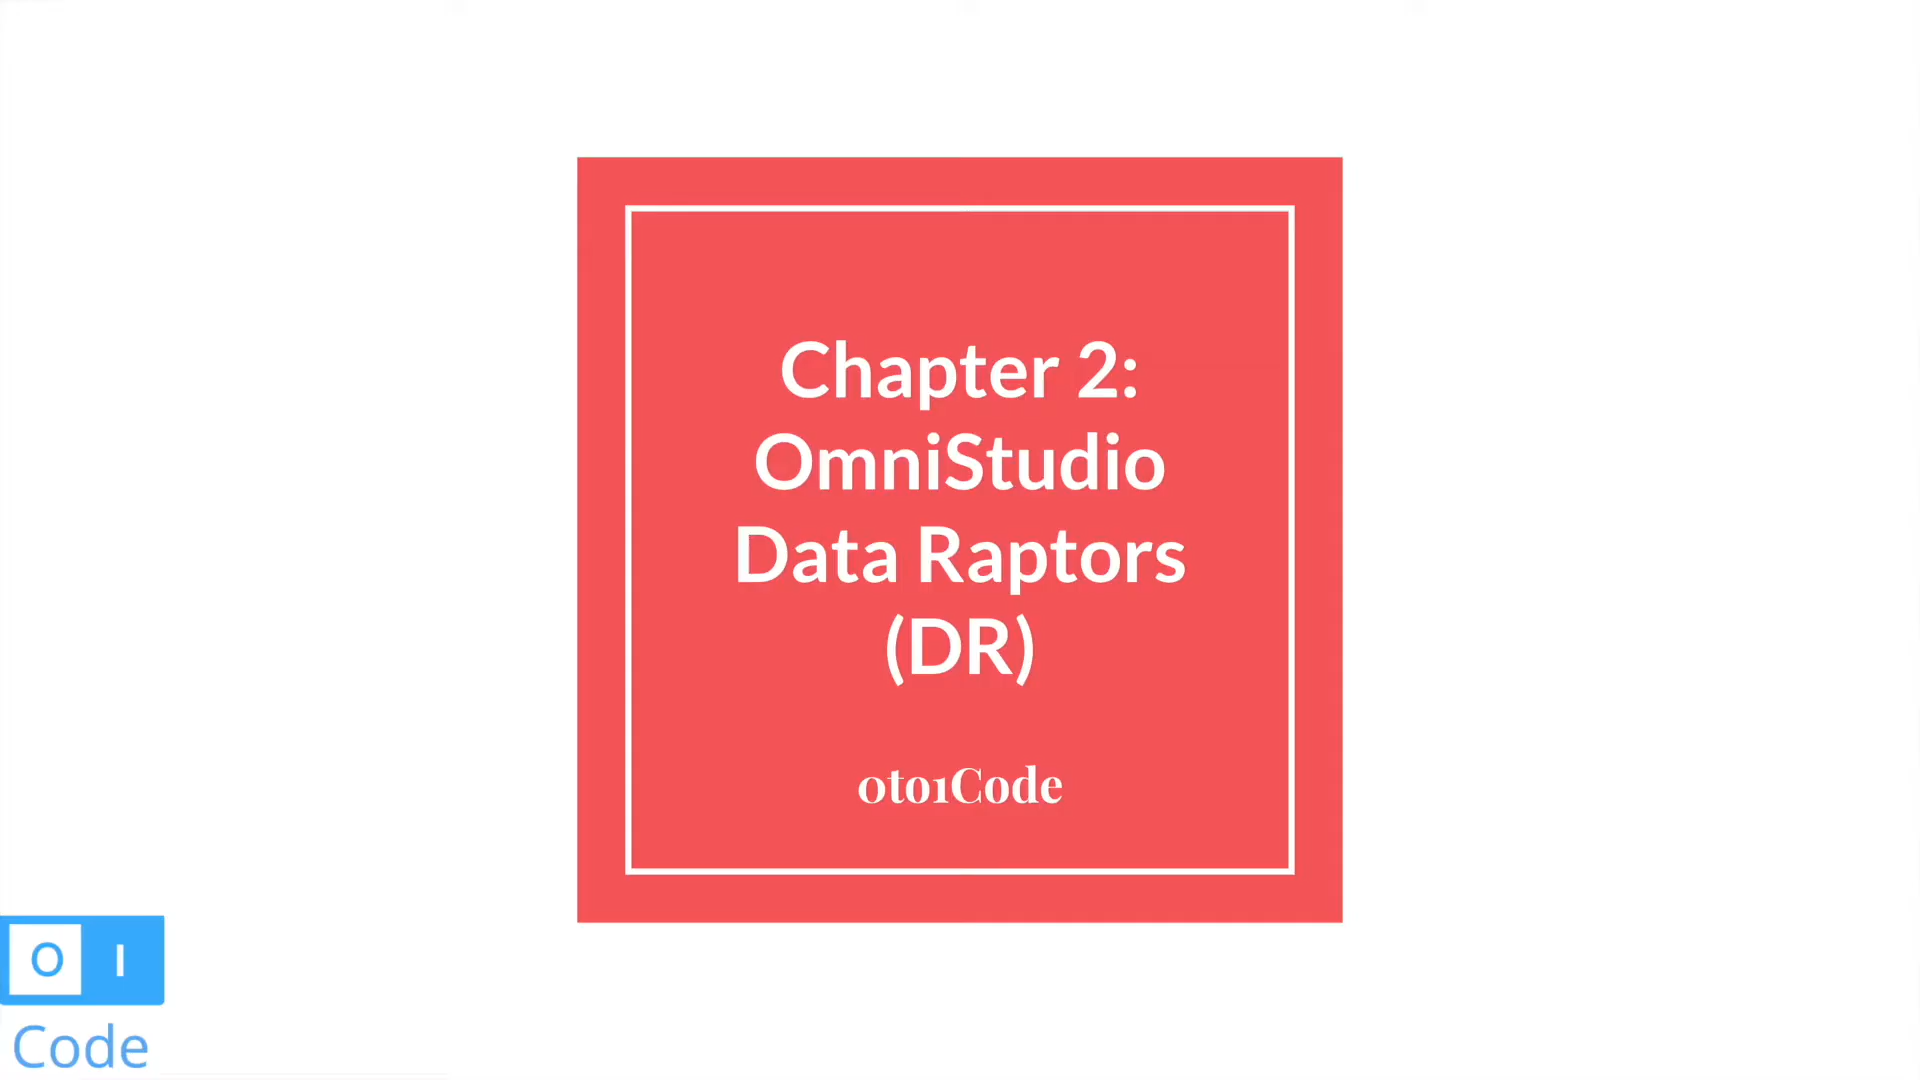 Chapter 2:
OmniStudio
Data Raptors
(DR)
0to1Code
O I
Code